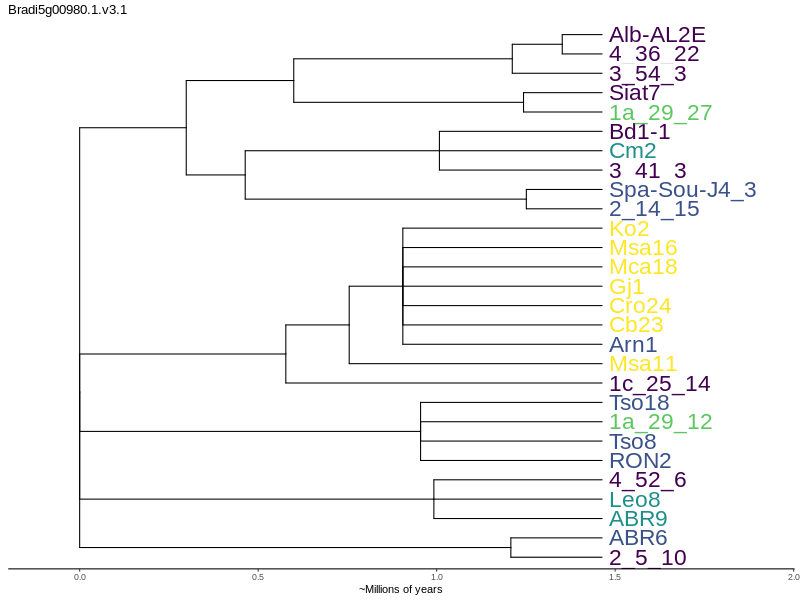 Bradi5g00980.1.v3.1
Alb-AL2E
4_36_22
3_54_3
Siat7
1a_29_27
Bd1-1
Cm2
3_41_3
Spa-Sou-J4_3
2_14_15
Ko2
Msa16
Mca18
Gj1
Cro24
Cb23
Arn1
Msa11
1c_25_14
Tso18
1a_29_12
Tso8
RON2
4_52_6
Leo8
ABR9
ABR6
2_5_10
0.0 0.5 1.0 1.5 2.0
~Millions of years